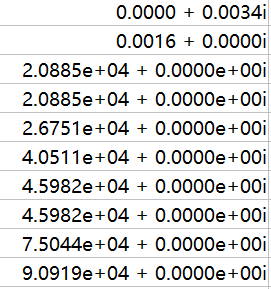 0.0000 + 0.0034i
0.0016 + 0.0000i
2.0885e+04 + 0.0000e+00i
2.0885e+04 + 0.0000e+00i
2.6751e+04 + 0.0000e+00i
4.0511e+04 + 0.0000e+00i
4.5982e+04 + 0.0000e+00i
4.5982e+04 + 0.0000e+00i
7.5044e+04 + 0.0000e+00i
9.0919e+04 + 0.0000e+00i